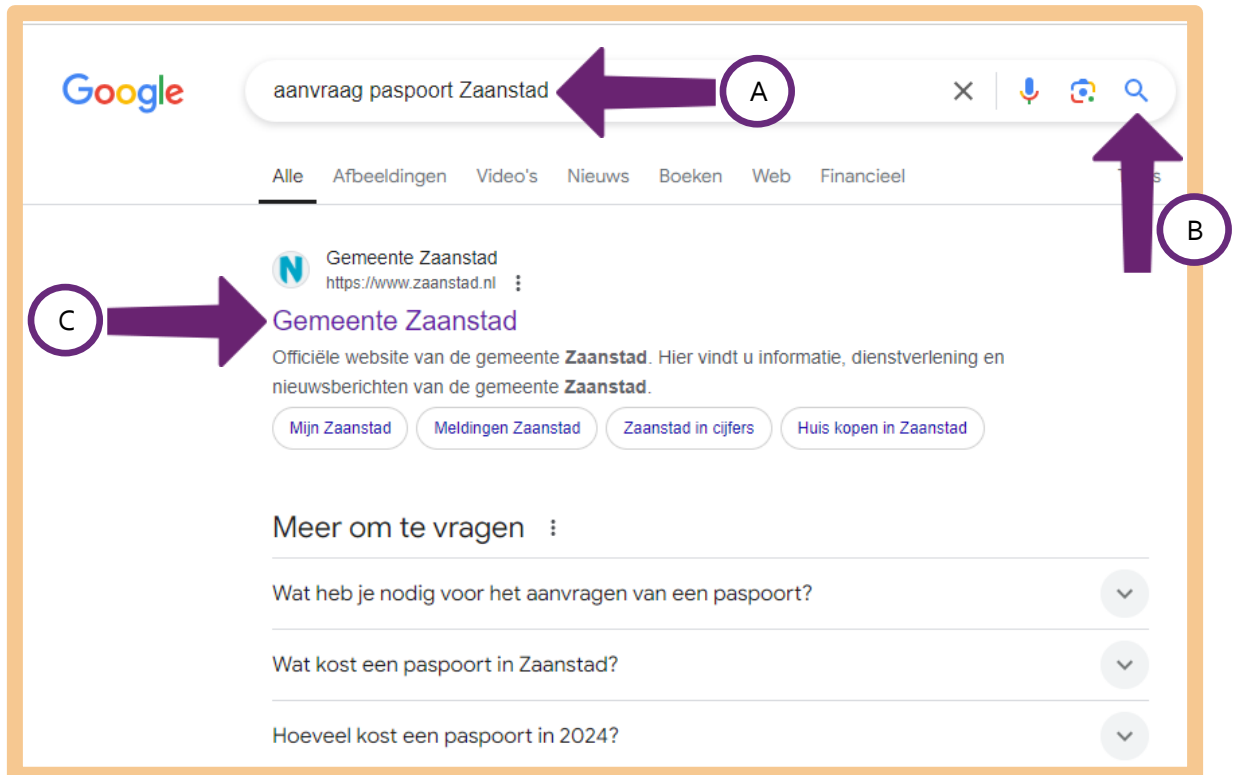 Google
aanvraag paspoort Zaanstad
A
Alle Afbeeldingen Video's Nieuws Boeken Web Financieel
B
Gemeente Zaanstad
https://www.zaanstad.nl
C
Gemeente Zaanstad
Officiële website van de gemeente Zaanstad. Hier vindt u informatie, dienstverlening en
nieuwsberichten van de gemeente Zaanstad.
Mijn Zaanstad Meldingen Zaanstad Zaanstad in cijfers Huis kopen in Zaanstad
Meer om te vragen
Wat heb je nodig voor het aanvragen van een paspoort?
Wat kost een paspoort in Zaanstad?
Hoeveel kost een paspoort in 2024?